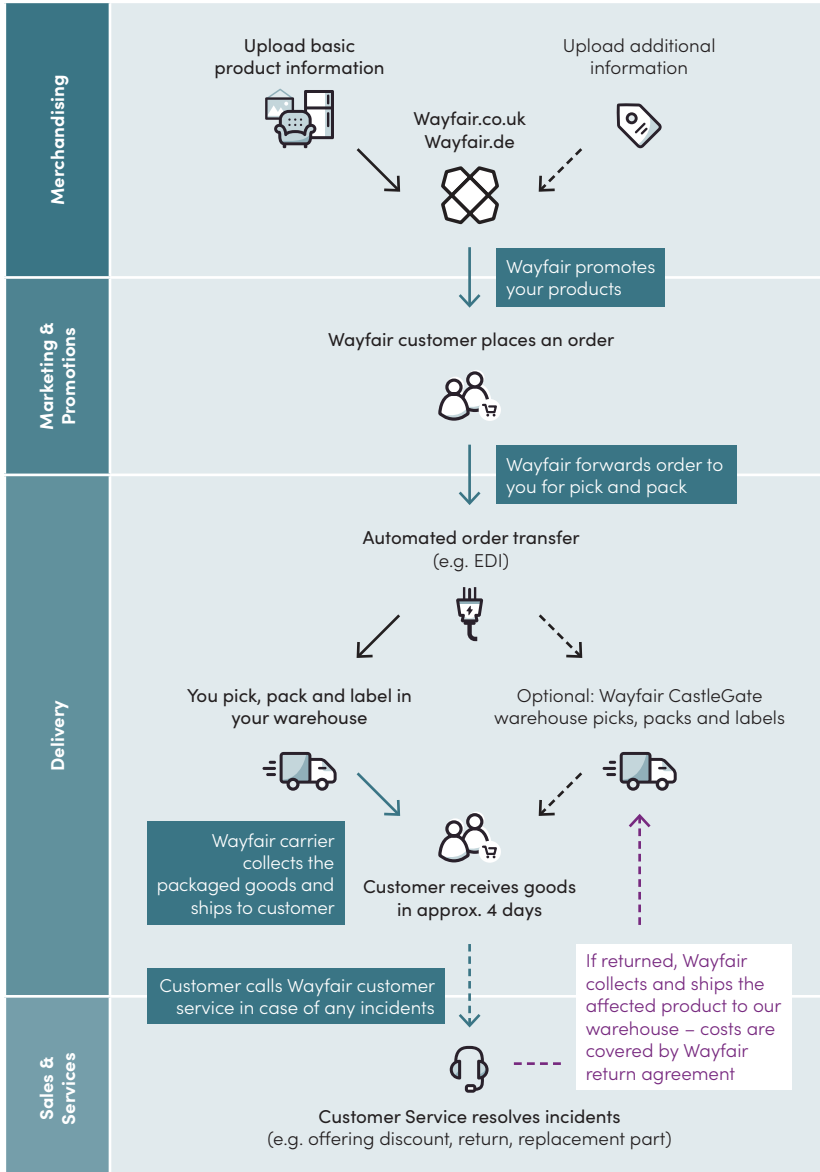 Merchandising
Upload basic
product information
Upload additional
information
Wayfair.co.uk
Wayfair.de
Wayfair promotes
your products
Marketing &
Promotions
Wayfair customer places an order
Wayfair forwards order to
you for pick and pack
Delivery
Automated order transfer
(e.g. EDI)
You pick, pack and label in
your warehouse
Optional: Wayfair CastleGate
warehouse picks, packs and labels
Wayfair carrier
collects the
packaged goods and
ships to customer
Customer receives goods
in approx. 4 days
Customer calls Wayfair customer
service in case of any incidents
If returned, Wayfair
collects and ships the
affected product to our
warehouse – costs are
covered by Wayfair
return agreement
Sales &
Services
Customer Service resolves incidents
(e.g. offering discount, return, replacement part)